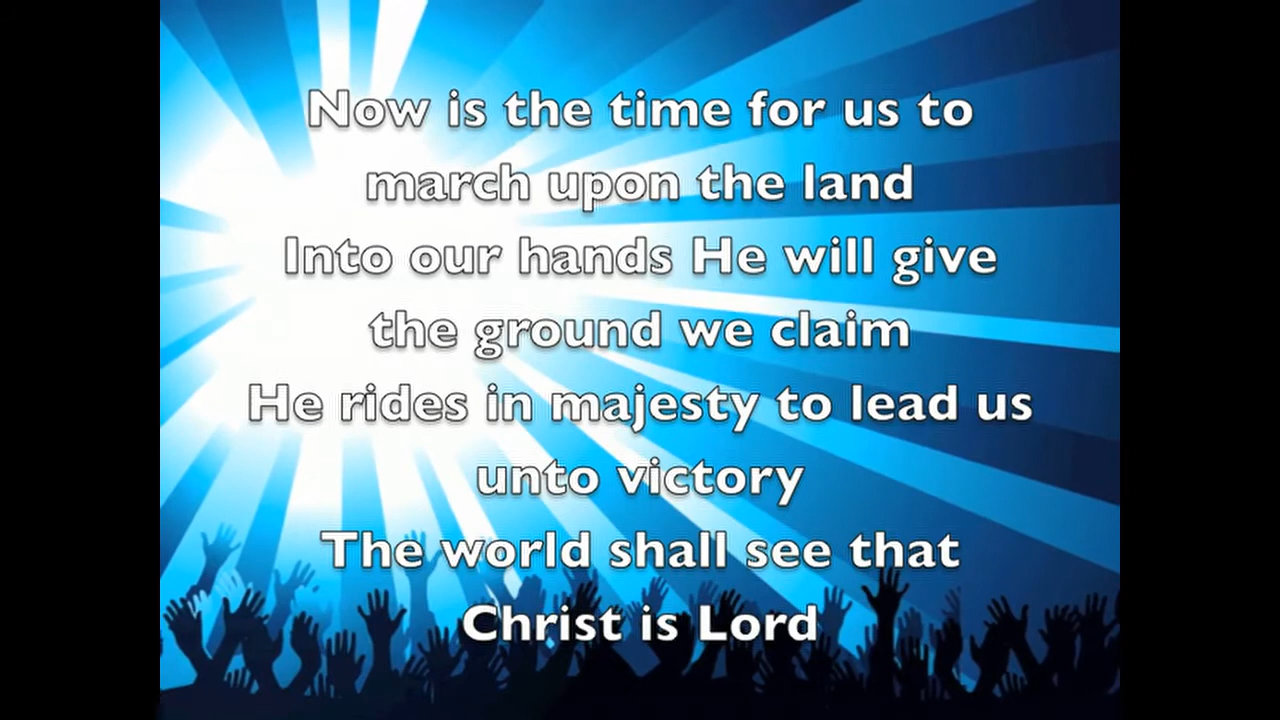 Now is the time for us to
march upon the land
Into our hands He will give
the ground we claim
He rides in majesty to lead us
unto victory
The world shall see that
Christ is Lord